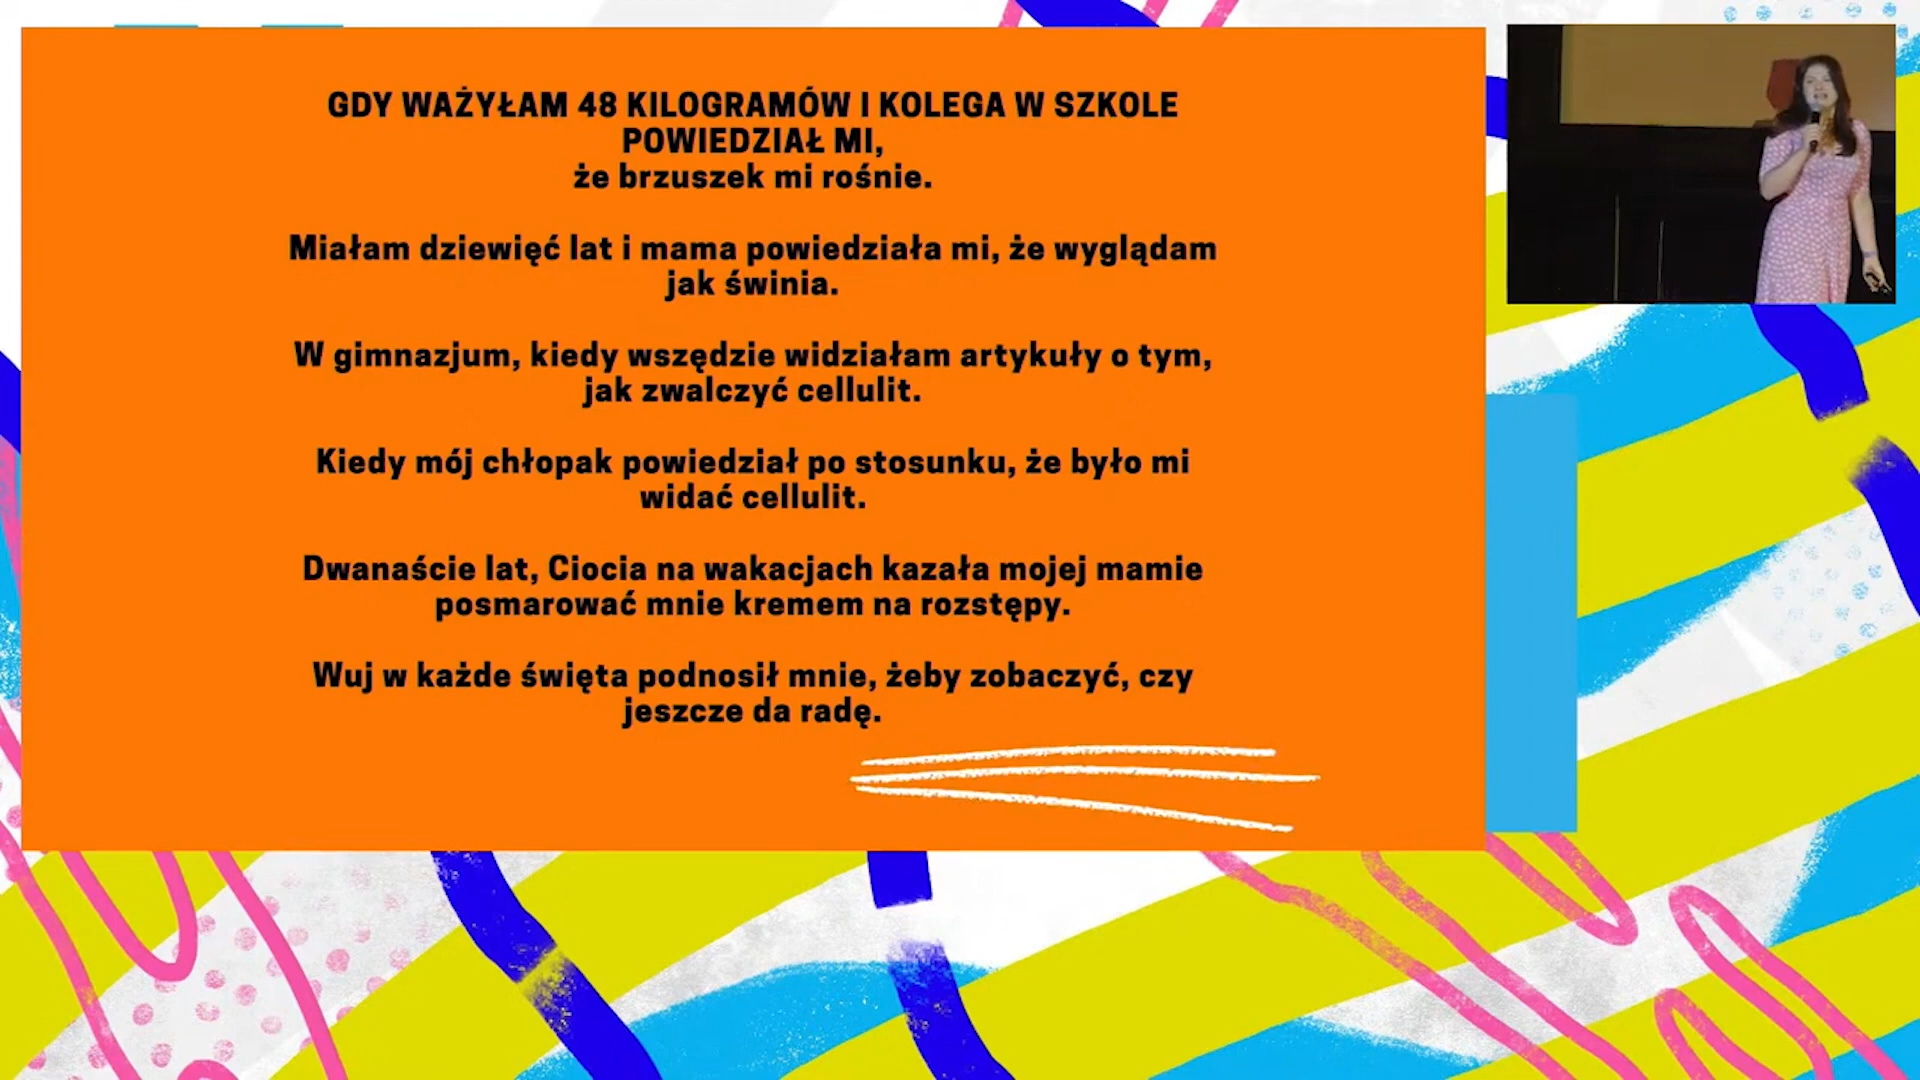 GDY WAŻYŁAM 48 KILOGRAMÓW I KOLEGA W SZKOLE
POWIEDZIAŁ MI,
że brzuszek mi rośnie.
Miałam dziewięć lat i mama powiedziała mi, że wyglądam
jak świnia.
W gimnazjum, kiedy wszędzie widziałam artykuły o tym,
jak zwalczyć cellulit.
Kiedy mój chłopak powiedział po stosunku, że było mi
widać cellulit.
Dwanaście lat, Ciocia na wakacjach kazała mojej mamie
posmarować mnie kremem na rozstępy.
Wuj w każde święta podnosił mnie, żeby zobaczyć, czy
jeszcze da radę.